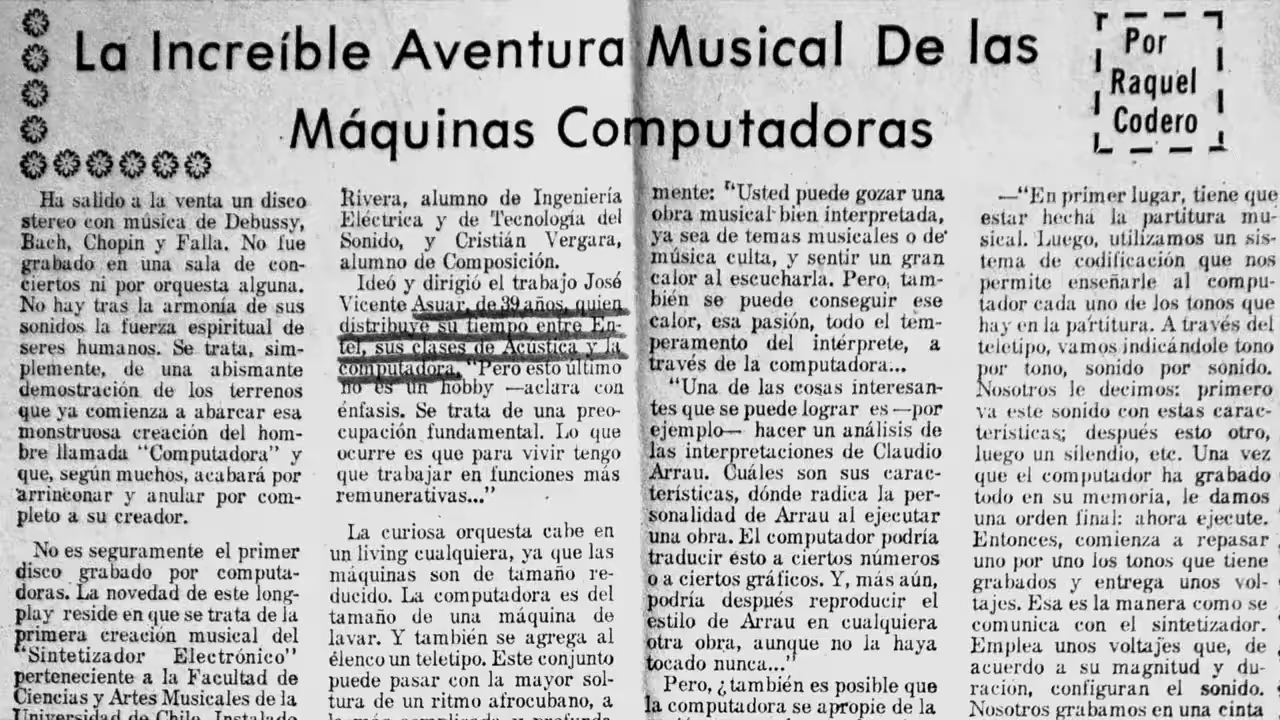 La Increíble Aventura Musical De las
Máquinas Computadoras
Por
Raquel
Codero
Ha salido a la venta un disco
stereo con música de Debussy,
Bach, Chopin y Falla. No fue
grabado en una sala de con-
ciertos ni por orquesta alguna.
No hay tras la armonía de sus
sonidos la fuerza espiritual de
seres humanos. Se trata, sim-
plemente, de una abismante
demostración de los terrenos
que ya comienza a abarcar esa
monstruosa creación del hom-
bre llamada "Computadora" y
que, según muchos, acabará por
arrinconar y anular por com-
pleto a su creador.
No es seguramente el primer
disco grabado por computa-
doras. La novedad de este long-
play reside en que se trata de la
primera creación musical del
"Sintetizador Electrónico"
perteneciente a la Facultad de
Ciencias y Artes Musicales de la
Universidad de Chile. Instalado
Rivera, alumno de Ingeniería
Eléctrica y de Tecnología del
Sonido, y Cristián Vergara,
alumno de Composición.
Ideó y dirigió el trabajo José
Vicente Asuar, de 39 años, quien
distribuye su tiempo entre En-
tel, sus clases de Acustica y la
computadora. "Pero esto último
no es un hobby —aclara con
énfasis. Se trata de una preo-
cupación fundamental. Lo que
ocurre es que para vivir tengo
que trabajar en funciones más
remunerativas..."
La curiosa orquesta cabe en
un living cualquiera, ya que las
máquinas son de tamaño re-
ducido. La computadora es del
tamaño de una máquina de
lavar. Y también se agrega al
elenco un teletipo. Este conjunto
puede pasar con la mayor sol-
tura de un ritmo afrocubano, a
mente: "Usted puede gozar una
obra musical bien interpretada,
ya sea de temas musicales o de
música culta, y sentir un gran
calor al escucharla. Pero, tam-
bién se puede conseguir ese
calor, esa pasión, todo el tem-
peramento del intérprete, a
través de la computadora...
"Una de las cosas interesan-
tes que se puede lograr es —por
ejemplo— hacer un análisis de
las interpretaciones de Claudio
Arrau. Cuáles son sus carac-
terísticas, dónde radica la per-
sonalidad de Arrau al ejecutar
una obra. El computador podría
traducir esto a ciertos números
o a ciertos gráficos. Y, más aún,
podría después reproducir el
estilo de Arrau en cualquiera
otra obra, aunque no la haya
tocado nunca..."
Pero, ¿también es posible que
la computadora se apropie de la
—"En primer lugar, tiene que
estar hecha la partitura mu-
sical. Luego, utilizamos un sis-
tema de codificación que nos
permite enseñarle al compu-
tador cada uno de los tonos que
hay en la partitura. A través del
teletipo, vamos indicándole tono
por tono, sonido por sonido.
Nosotros le decimos: primero
va este sonido con estas carac-
terísticas; después esto otro,
luego un silendio, etc. Una vez
que el computador ha grabado
todo en su memoria, le damos
una orden final: ahora ejecute.
Entonces, comienza a repasar
uno por uno los tonos que tiene
grabados y entrega unos vol-
tajes. Esa es la manera como se
comunica con el sintetizador.
Emplea unos voltajes que, de
acuerdo a su magnitud y du-
ración, configuran el sonido.
Nosotros grabamos en una cinta